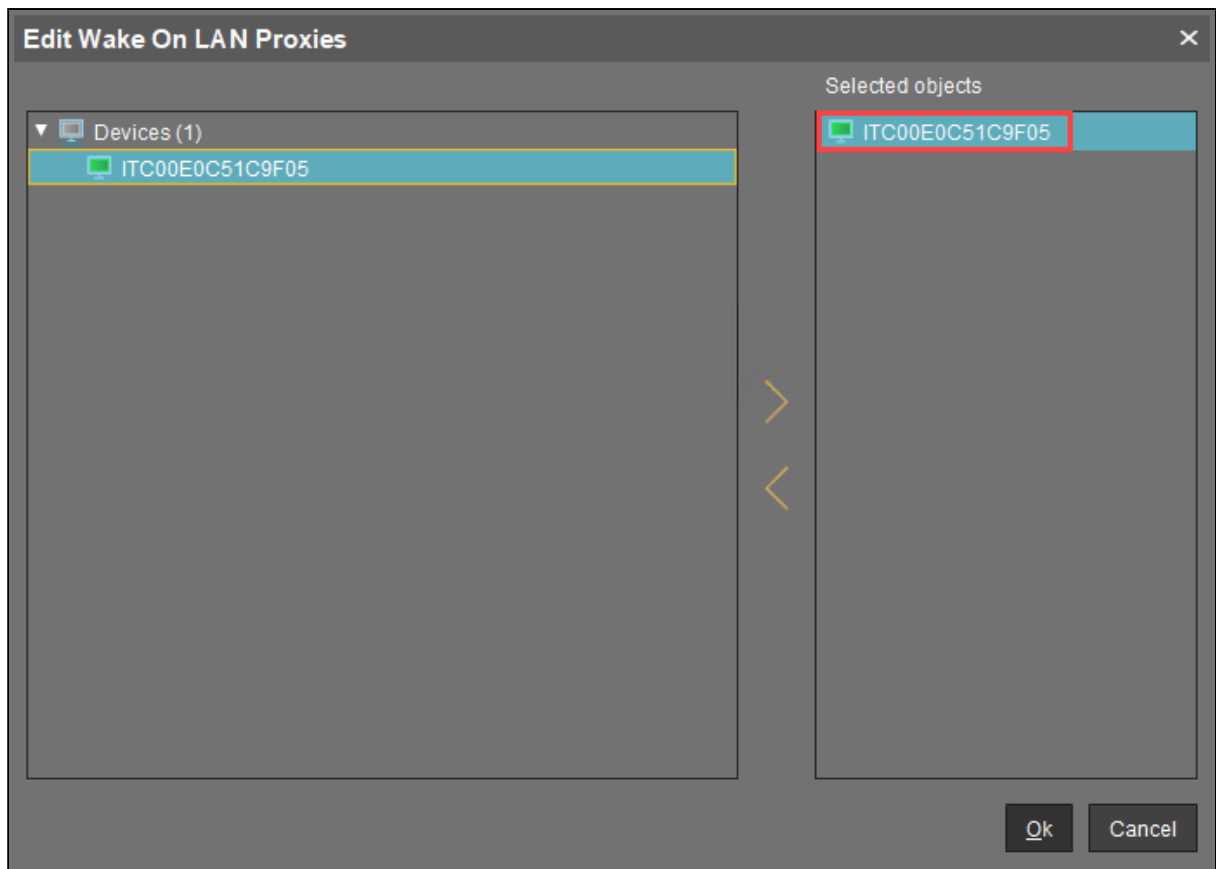 Edit Wake On LAN Proxies
Selected objects
Devices (1)
ITC00E0C51C9F05
ITC00E0C51C9F05
Ok
Cancel